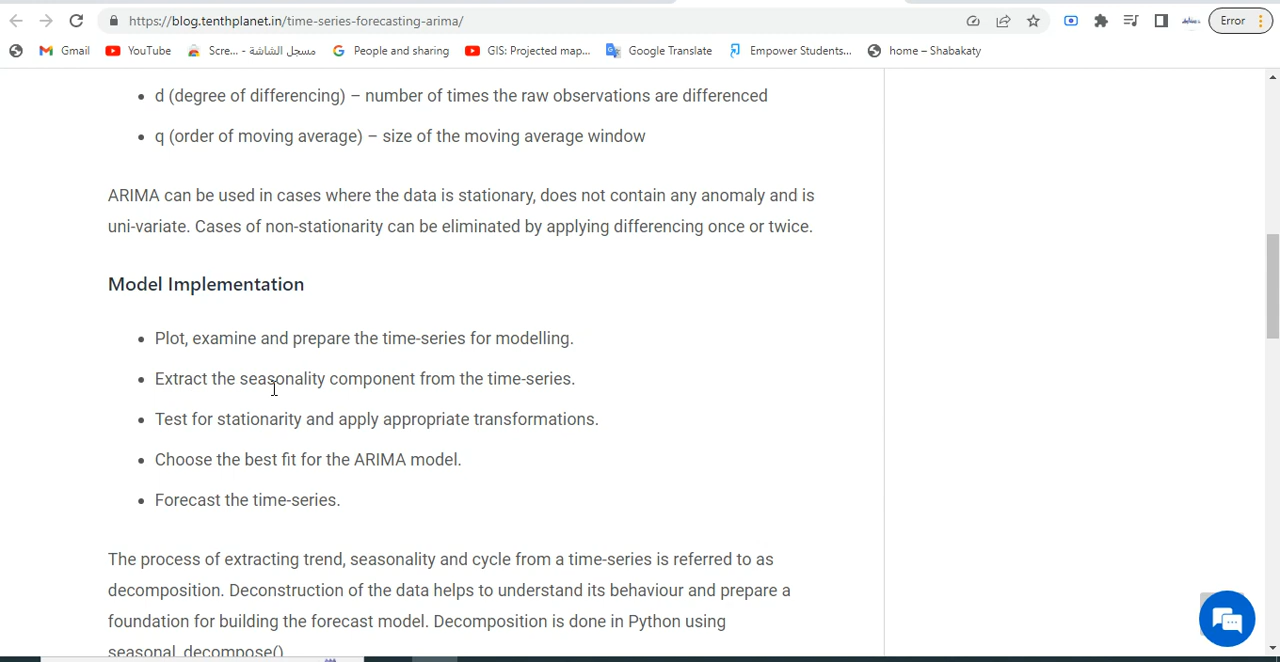 https://blog.tenthplanet.in/time-series-forecasting-arima/
Error
Gmail
YouTube
Scre... - مسجل الشاشة
People and sharing
GIS: Projected map...
Google Translate
Empower Students...
home – Shabakaty
• d (degree of differencing) – number of times the raw observations are differenced
• q (order of moving average) – size of the moving average window
ARIMA can be used in cases where the data is stationary, does not contain any anomaly and is
uni-variate. Cases of non-stationarity can be eliminated by applying differencing once or twice.
Model Implementation
• Plot, examine and prepare the time-series for modelling.
• Extract the seasonality component from the time-series.
• Test for stationarity and apply appropriate transformations.
• Choose the best fit for the ARIMA model.
• Forecast the time-series.
The process of extracting trend, seasonality and cycle from a time-series is referred to as
decomposition. Deconstruction of the data helps to understand its behaviour and prepare a
foundation for building the forecast model. Decomposition is done in Python using
seasonal_decompose()